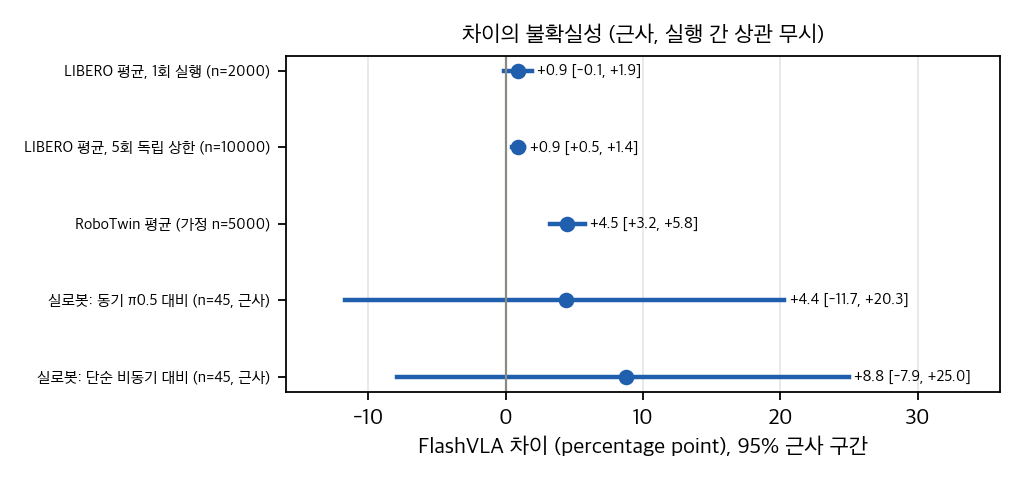 차이의 불확실성 (근사, 실행 간 상관 무시)
LIBERO 평균, 1회 실행 (n=2000)
+0.9 [-0.1, +1.9]
LIBERO 평균, 5회 독립 상한 (n=10000)
+0.9 [+0.5, +1.4]
RoboTwin 평균 (가정 n=5000)
+4.5 [+3.2, +5.8]
실로봇: 동기 π0.5 대비 (n=45, 근사)
+4.4 [-11.7, +20.3]
실로봇: 단순 비동기 대비 (n=45, 근사)
+8.8 [-7.9, +25.0]
-10 0 10 20 30
FlashVLA 차이 (percentage point), 95% 근사 구간